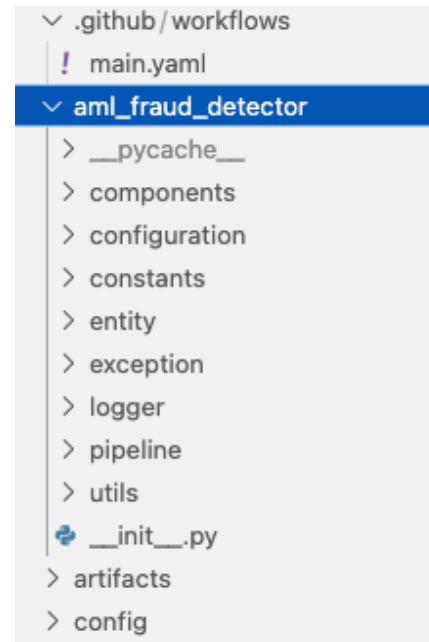 .github/workflows
! main.yaml
aml_fraud_detector
__pycache__
components
configuration
constants
entity
exception
logger
pipeline
utils
__init__.py
artifacts
config